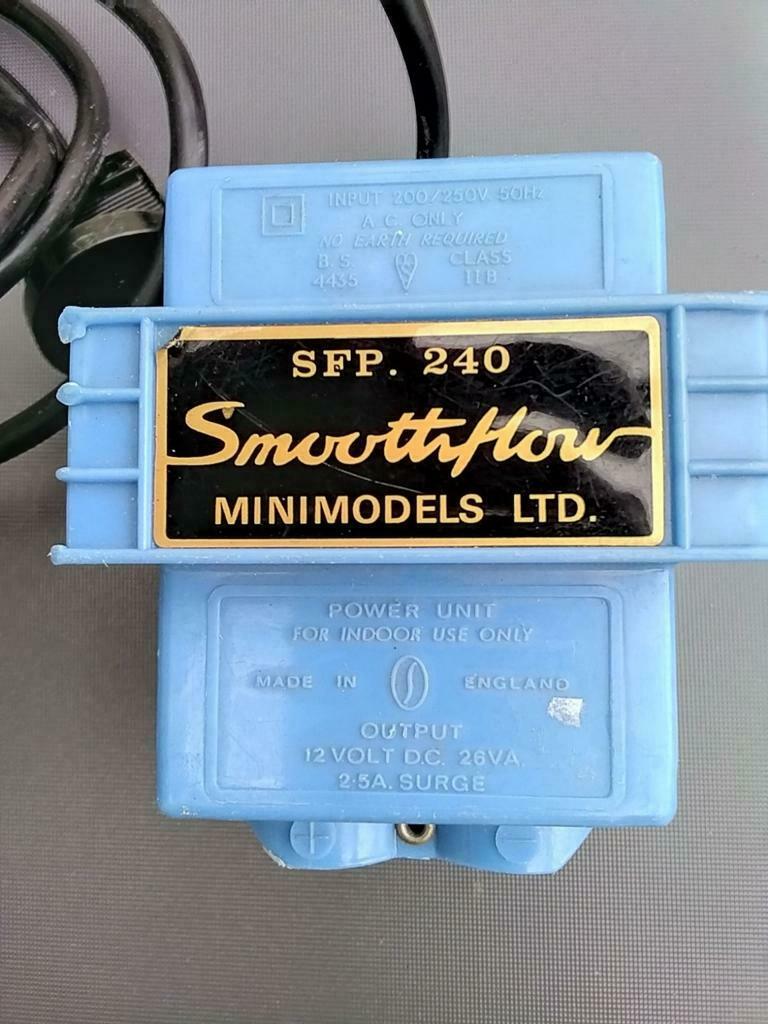 INPUT 200/250V 50Hz
A.C. ONLY
NO EARTH REQUIRED
B.S. CLASS
4435 IIB
SFP. 240
Smoothflow
MINIMODELS LTD.
POWER UNIT
FOR INDOOR USE ONLY
MADE IN ENGLAND
OUTPUT
12 VOLT D.C. 26VA.
2·5A. SURGE
+ −